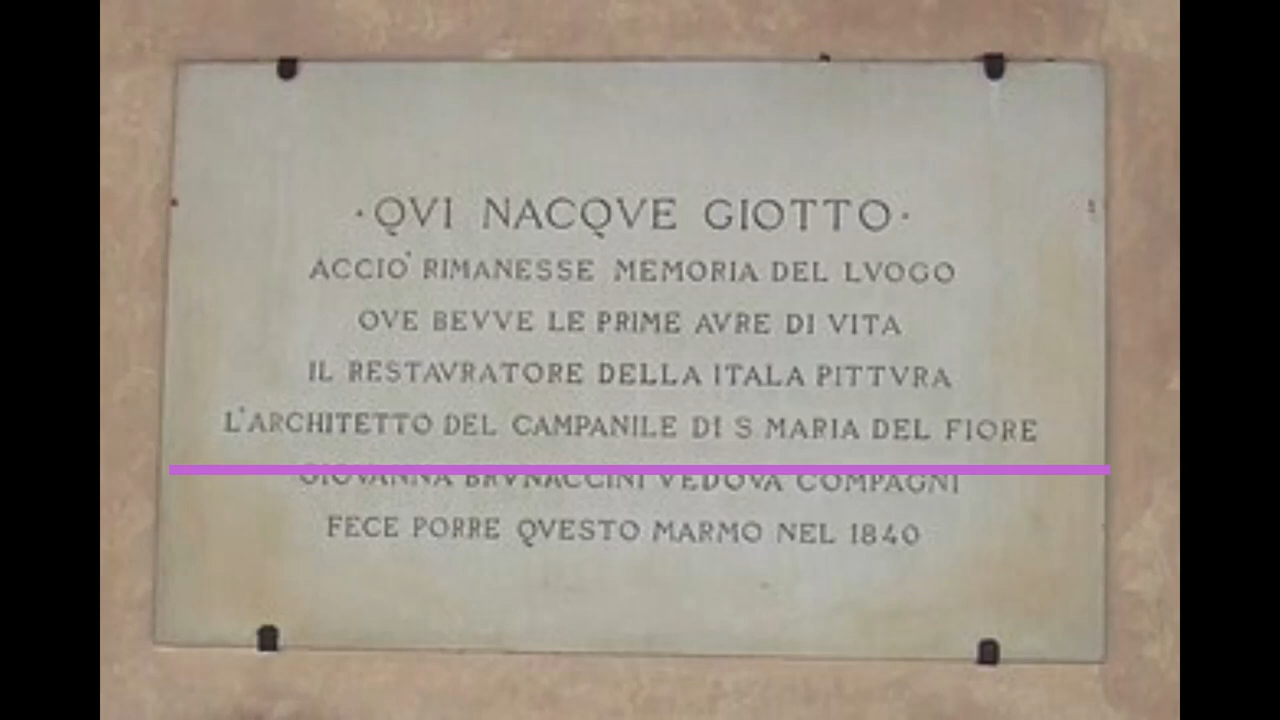 ·QVI NACQVE GIOTTO·
ACCIO' RIMANESSE MEMORIA DEL LVOGO
OVE BEVVE LE PRIME AVRE DI VITA
IL RESTAVRATORE DELLA ITALA PITTVRA
L'ARCHITETTO DEL CAMPANILE DI S MARIA DEL FIORE
GIOVANNA BRVNACCINI VEDOVA COMPAGNI
FECE PORRE QVESTO MARMO NEL 1840